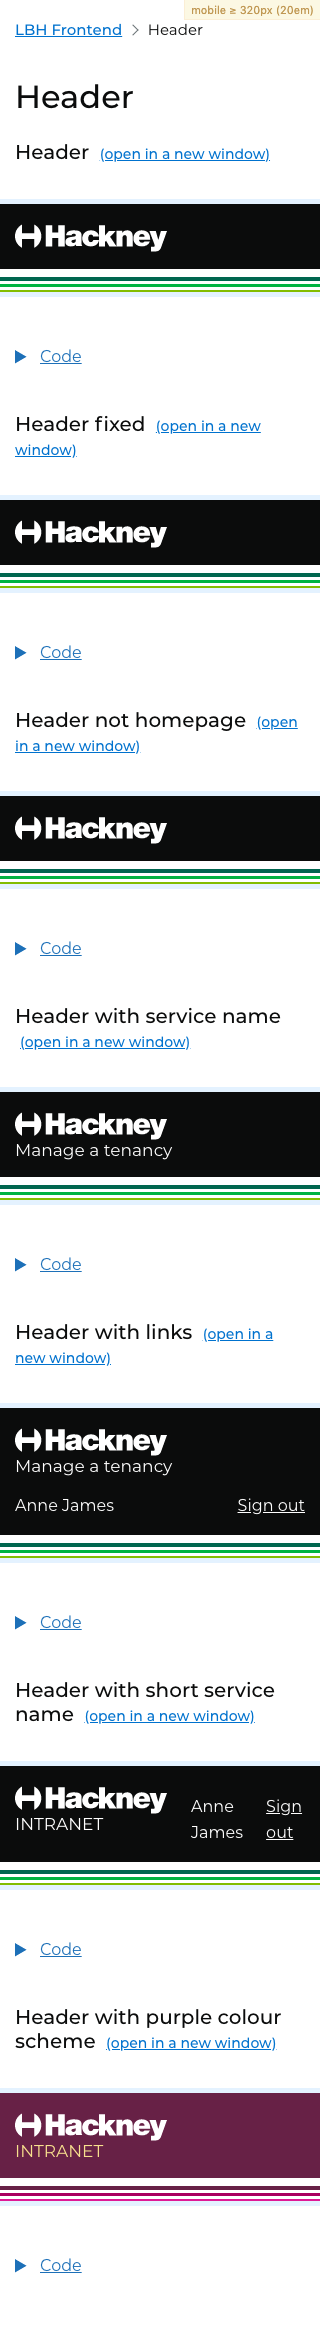 mobile ≥ 320px (20em)
LBH Frontend Header
Header
Header (open in a new window)
Hackney
Code
Header fixed (open in a new
window)
Hackney
Code
Header not homepage (open
in a new window)
Hackney
Code
Header with service name
(open in a new window)
Hackney
Manage a tenancy
Code
Header with links (open in a
new window)
Hackney
Manage a tenancy
Anne James Sign out
Code
Header with short service
name (open in a new window)
Hackney
INTRANET
Anne
James
Sign
out
Code
Header with purple colour
scheme (open in a new window)
Hackney
INTRANET
Code